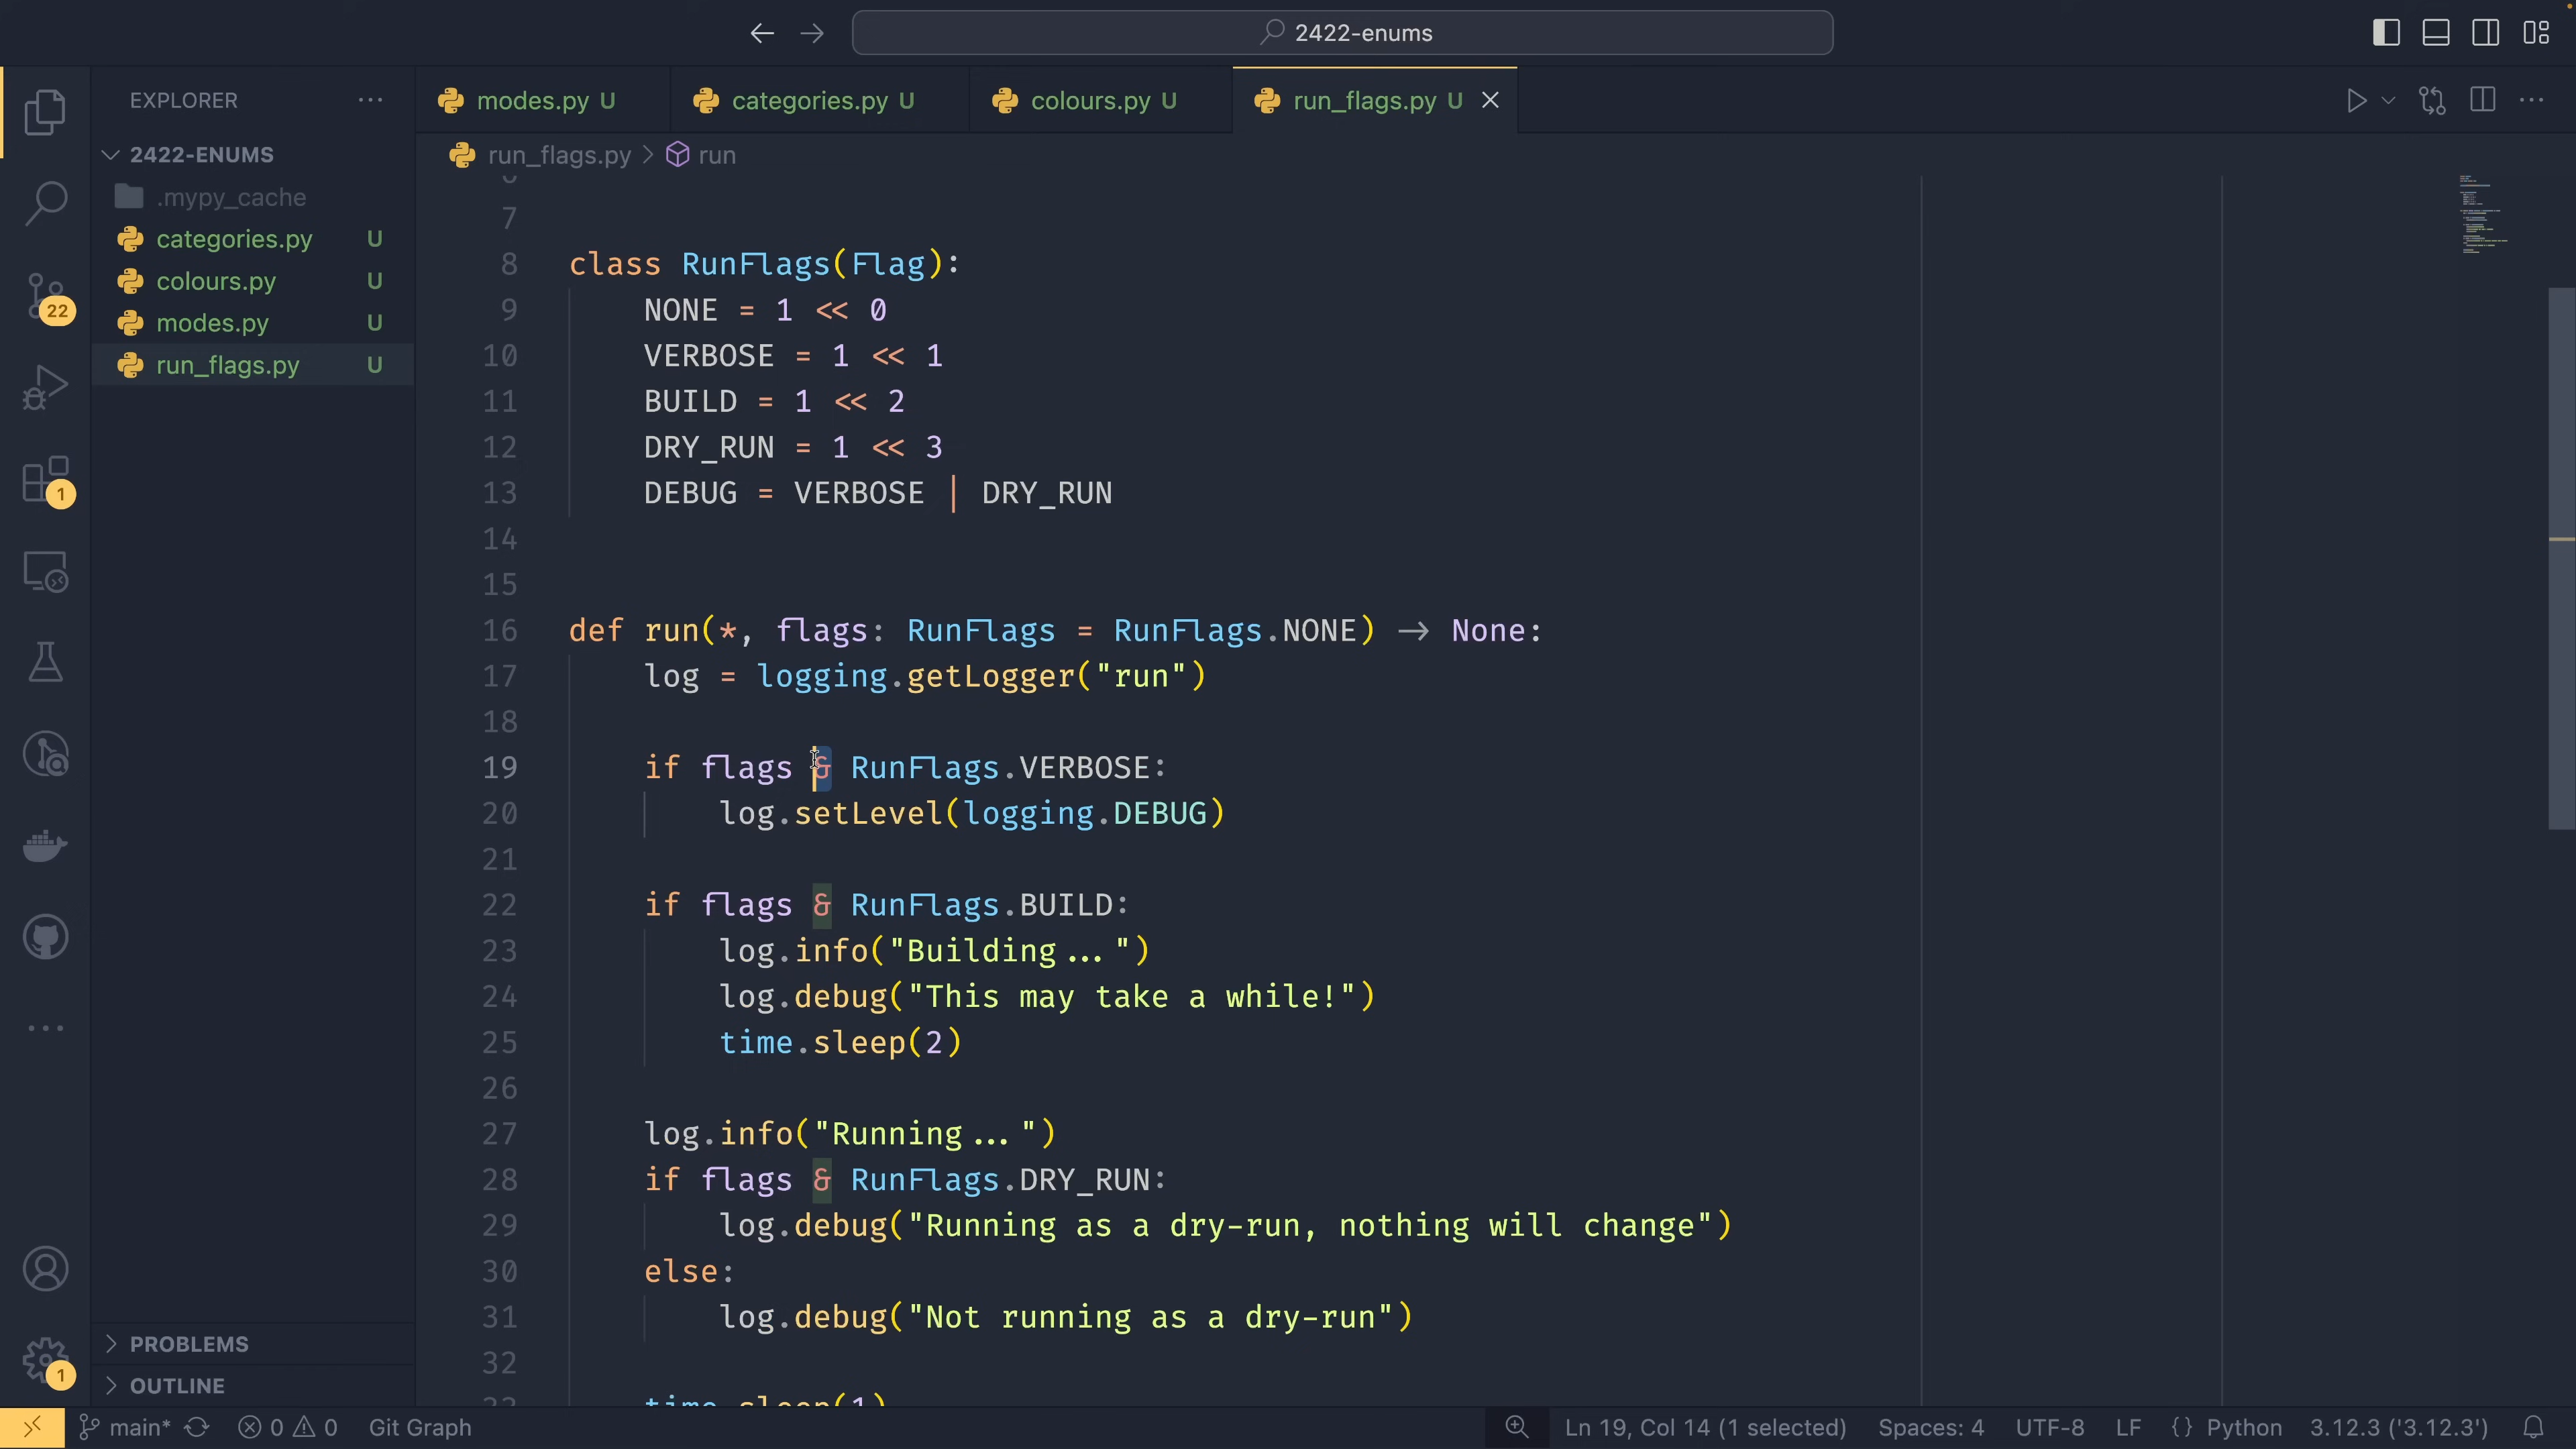 2422-enums
EXPLORER
2422-ENUMS
.mypy_cache
categories.py U
colours.py U
modes.py U
run_flags.py U
PROBLEMS
OUTLINE
22
1
1
modes.py U categories.py U colours.py U run_flags.py U
run_flags.py > run
7
8 class RunFlags(Flag):
9 NONE = 1 << 0
10 VERBOSE = 1 << 1
11 BUILD = 1 << 2
12 DRY_RUN = 1 << 3
13 DEBUG = VERBOSE | DRY_RUN
14
15
16 def run(*, flags: RunFlags = RunFlags.NONE) -> None:
17 log = logging.getLogger("run")
18
19 if flags & RunFlags.VERBOSE:
20 log.setLevel(logging.DEBUG)
21
22 if flags & RunFlags.BUILD:
23 log.info("Building...")
24 log.debug("This may take a while!")
25 time.sleep(2)
26
27 log.info("Running...")
28 if flags & RunFlags.DRY_RUN:
29 log.debug("Running as a dry-run, nothing will change")
30 else:
31 log.debug("Not running as a dry-run")
32
time.sleep(1)
main* 0 0 Git Graph Ln 19, Col 14 (1 selected) Spaces: 4 UTF-8 LF {} Python 3.12.3 ('3.12.3')